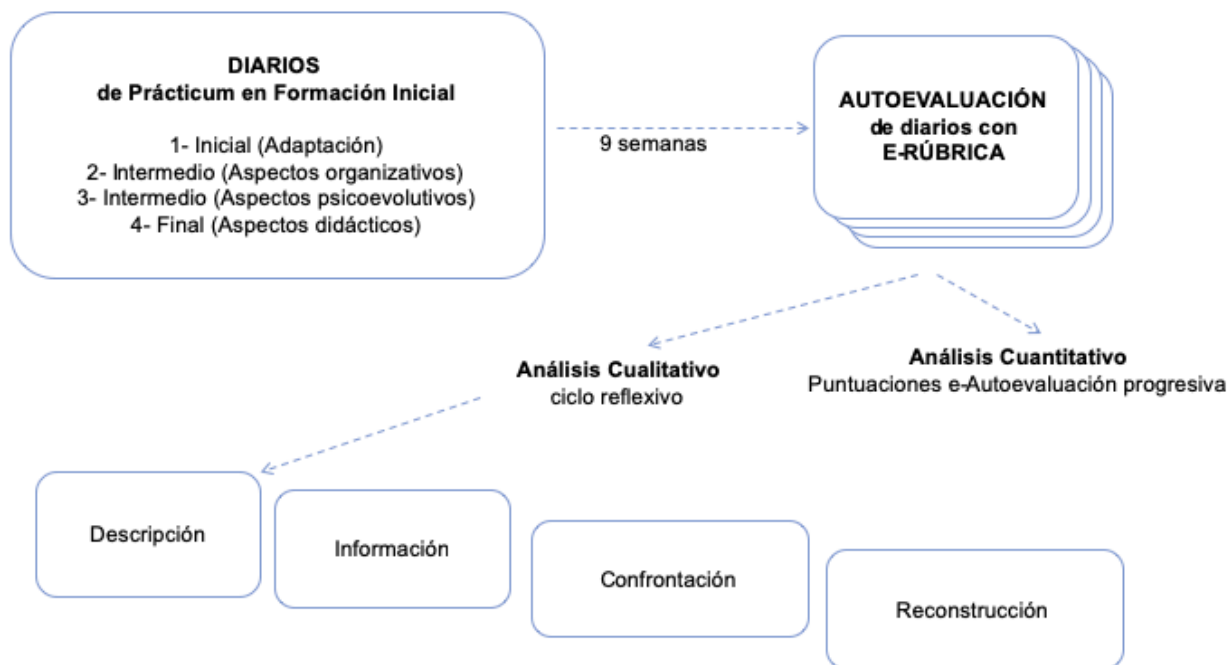 DIARIOS
de Prácticum en Formación Inicial
1- Inicial (Adaptación)
2- Intermedio (Aspectos organizativos)
3- Intermedio (Aspectos psicoevolutivos)
4- Final (Aspectos didácticos)
9 semanas
AUTOEVALUACIÓN
de diarios con
E-RÚBRICA
Análisis Cualitativo
ciclo reflexivo
Análisis Cuantitativo
Puntuaciones e-Autoevaluación progresiva
Descripción
Información
Confrontación
Reconstrucción